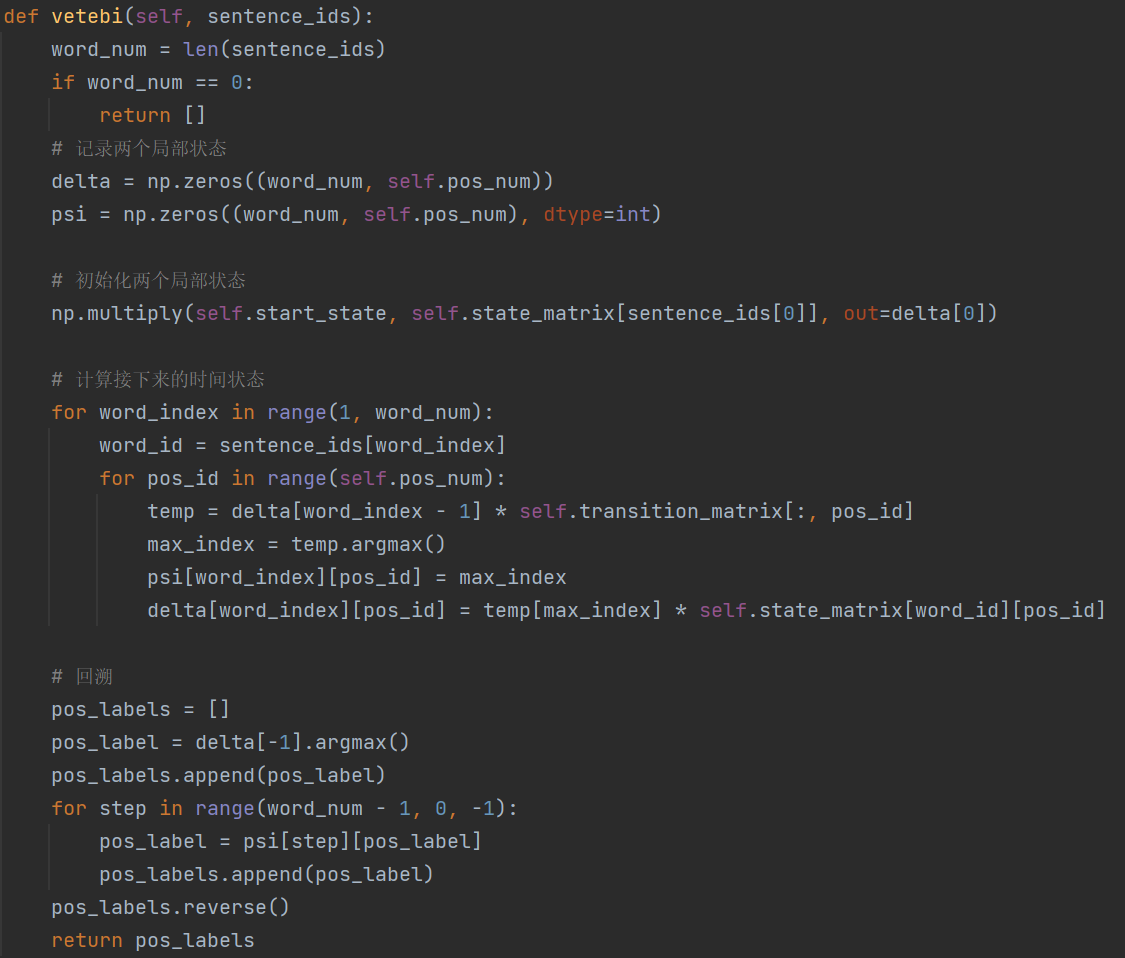 def vetebi(self, sentence_ids):
    word_num = len(sentence_ids)
    if word_num == 0:
        return []
    # 记录两个局部状态
    delta = np.zeros((word_num, self.pos_num))
    psi = np.zeros((word_num, self.pos_num), dtype=int)
    # 初始化两个局部状态
    np.multiply(self.start_state, self.state_matrix[sentence_ids[0]], out=delta[0])
    # 计算接下来的时间状态
    for word_index in range(1, word_num):
        word_id = sentence_ids[word_index]
        for pos_id in range(self.pos_num):
            temp = delta[word_index - 1] * self.transition_matrix[:, pos_id]
            max_index = temp.argmax()
            psi[word_index][pos_id] = max_index
            delta[word_index][pos_id] = temp[max_index] * self.state_matrix[word_id][pos_id]
    # 回溯
    pos_labels = []
    pos_label = delta[-1].argmax()
    pos_labels.append(pos_label)
    for step in range(word_num - 1, 0, -1):
        pos_label = psi[step][pos_label]
        pos_labels.append(pos_label)
    pos_labels.reverse()
    return pos_labels